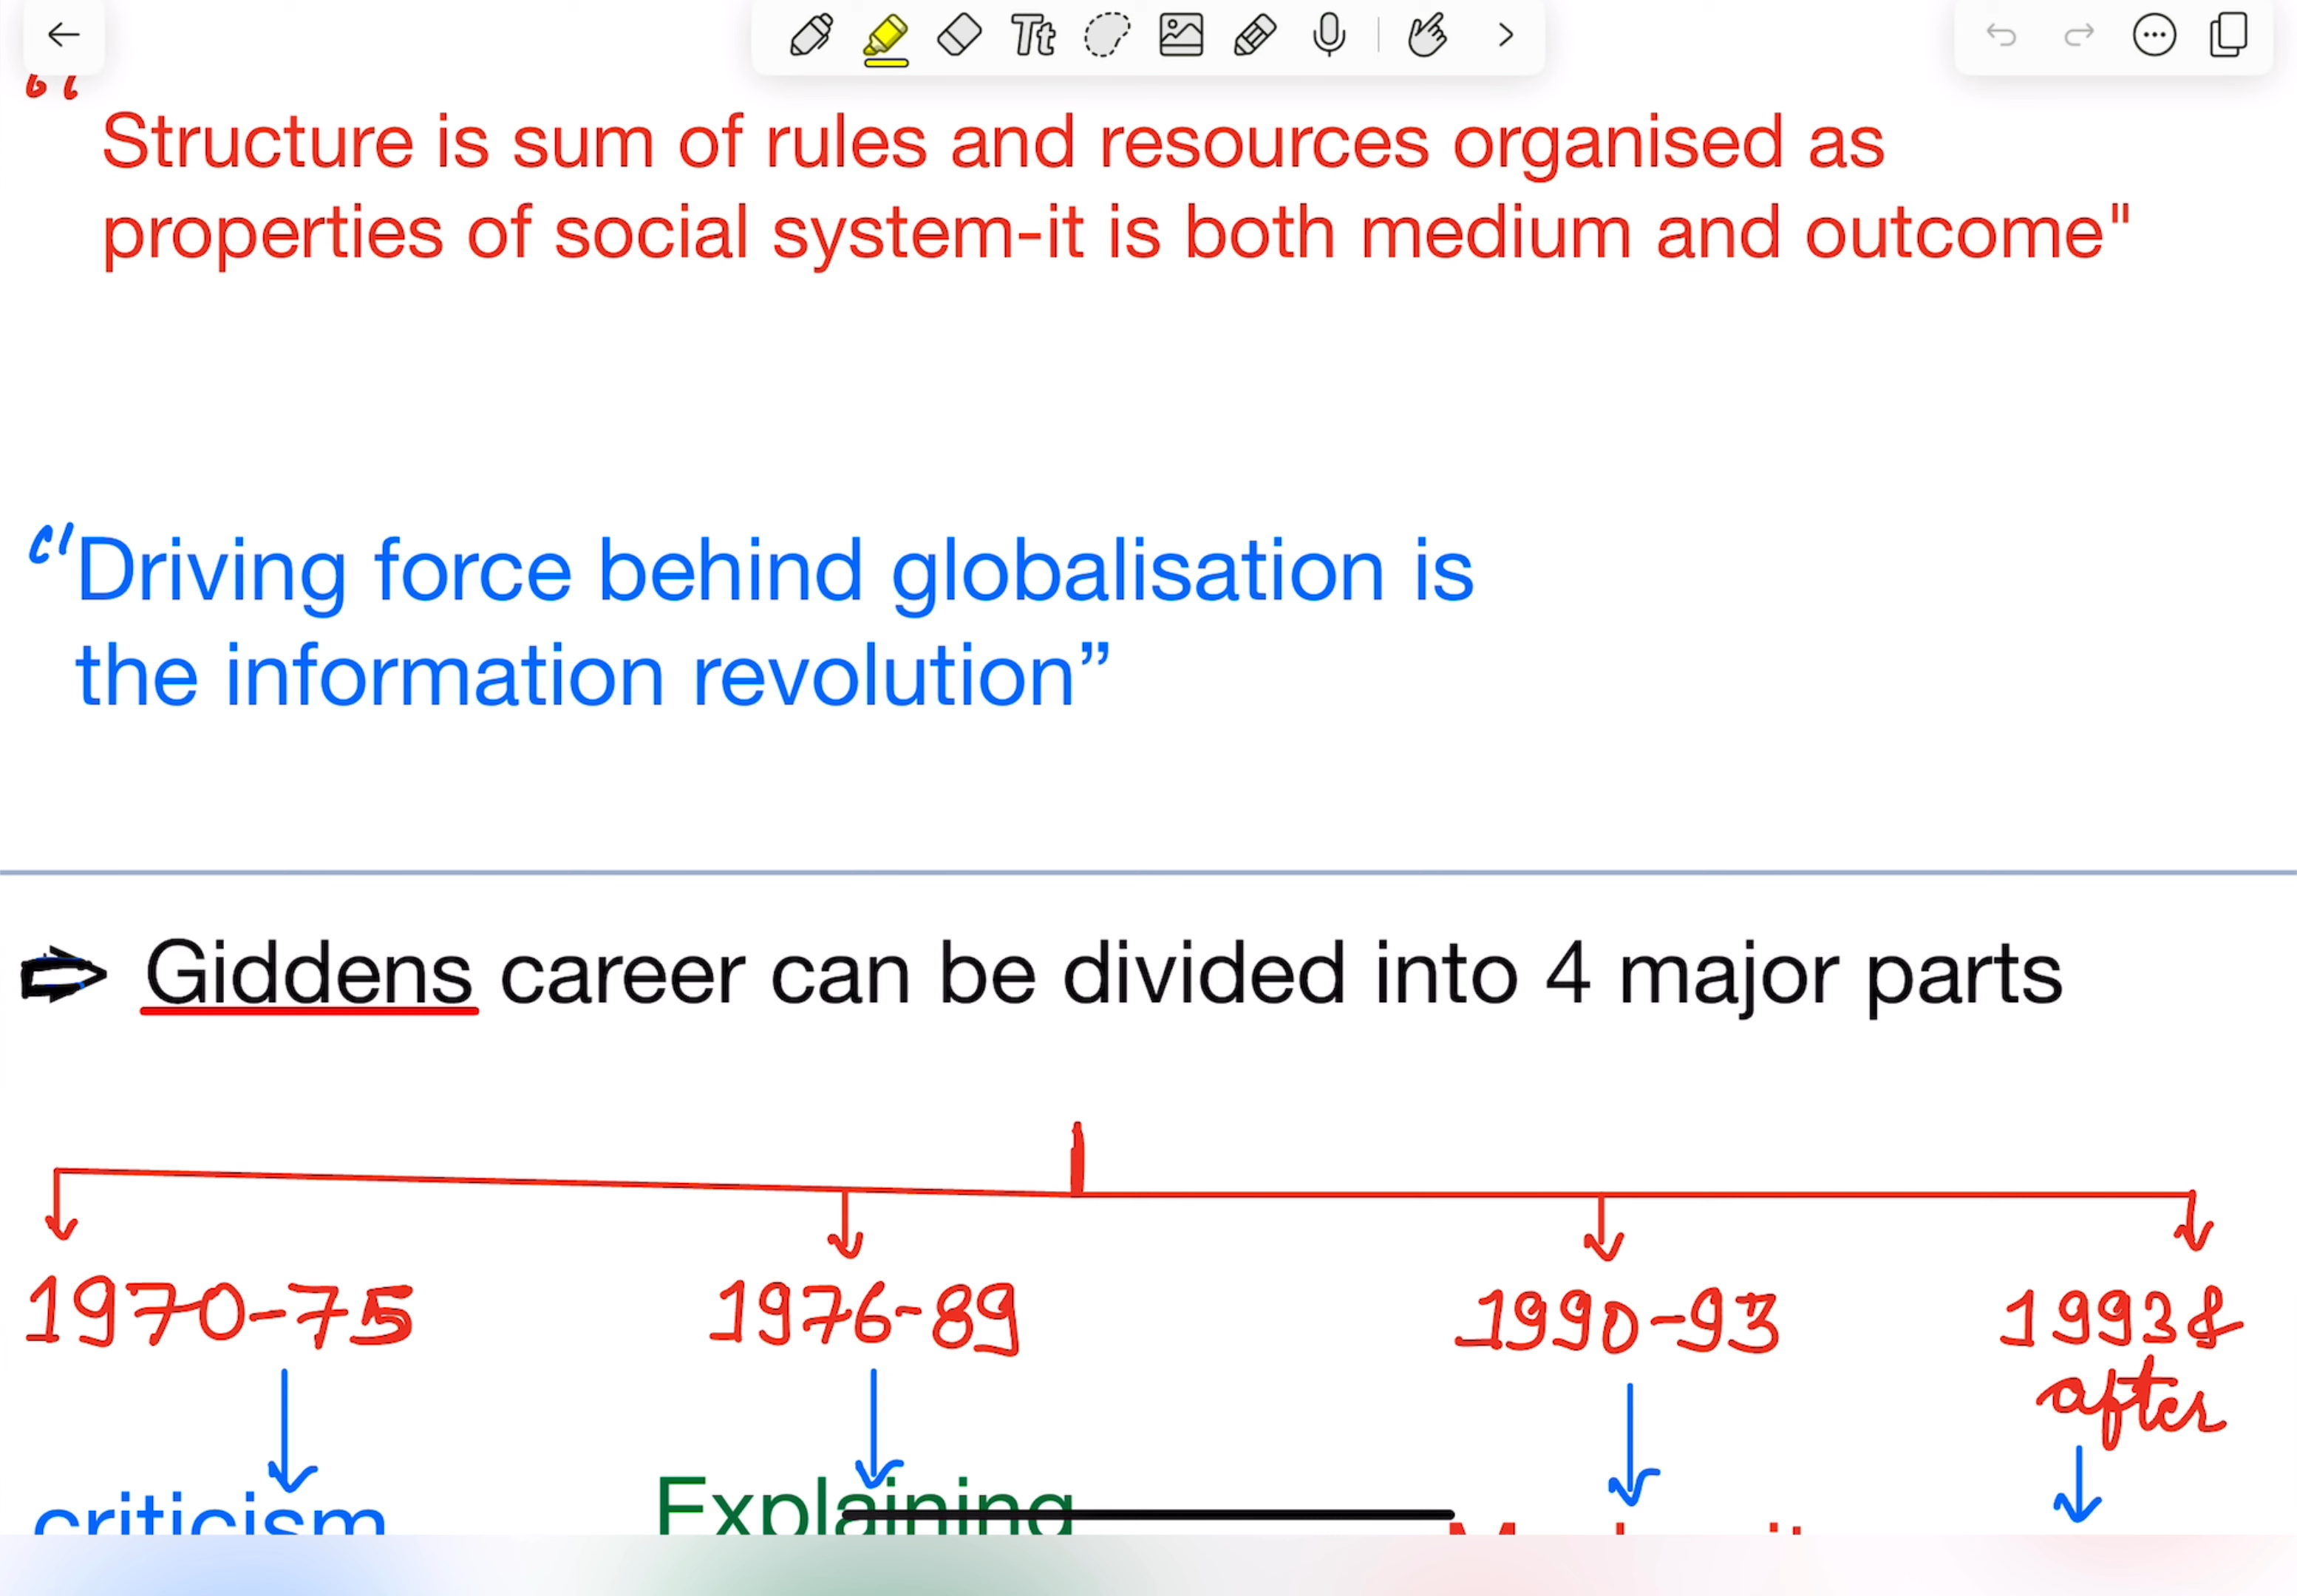 “
Structure is sum of rules and resources organised as
properties of social system-it is both medium and outcome"
“Driving force behind globalisation is
the information revolution”
Giddens career can be divided into 4 major parts
1970-75 1976-89 1990-93 1993 &
after
criticism Explaining